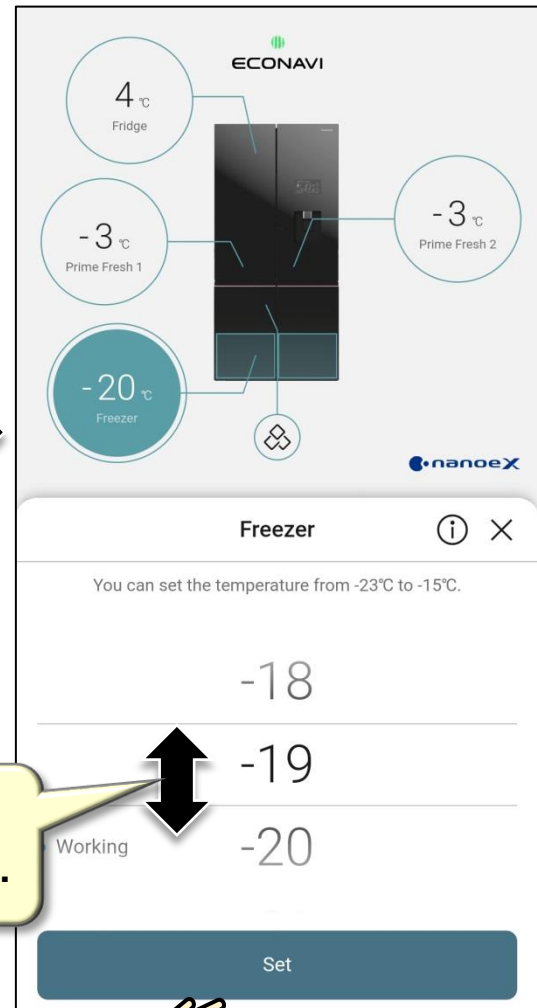 ECONAVI
4 ℃
Fridge
-3 ℃
Prime Fresh 1
-3 ℃
Prime Fresh 2
-20 ℃
Freezer
nanoeX
Freezer
You can set the temperature from -23℃ to -15℃.
-18
-19
Working -20
Set